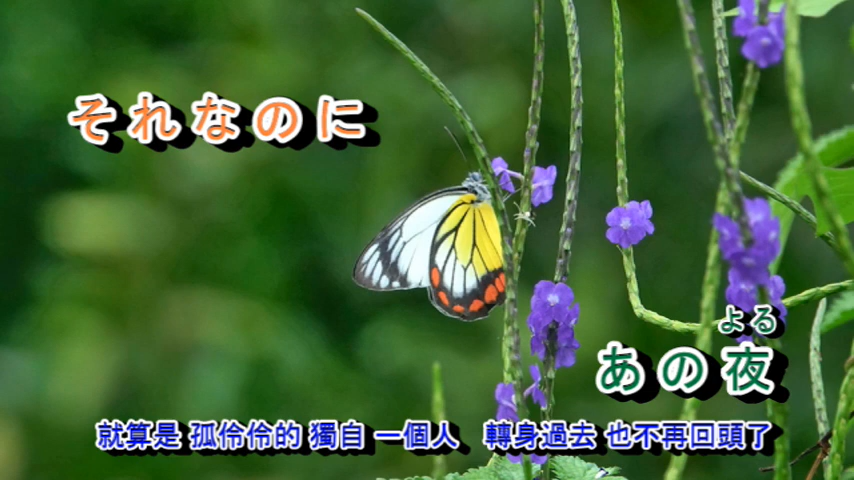 それなのに
よる
あの夜
就算是 孤伶伶的 獨自 一個人　轉身過去 也不再回頭了